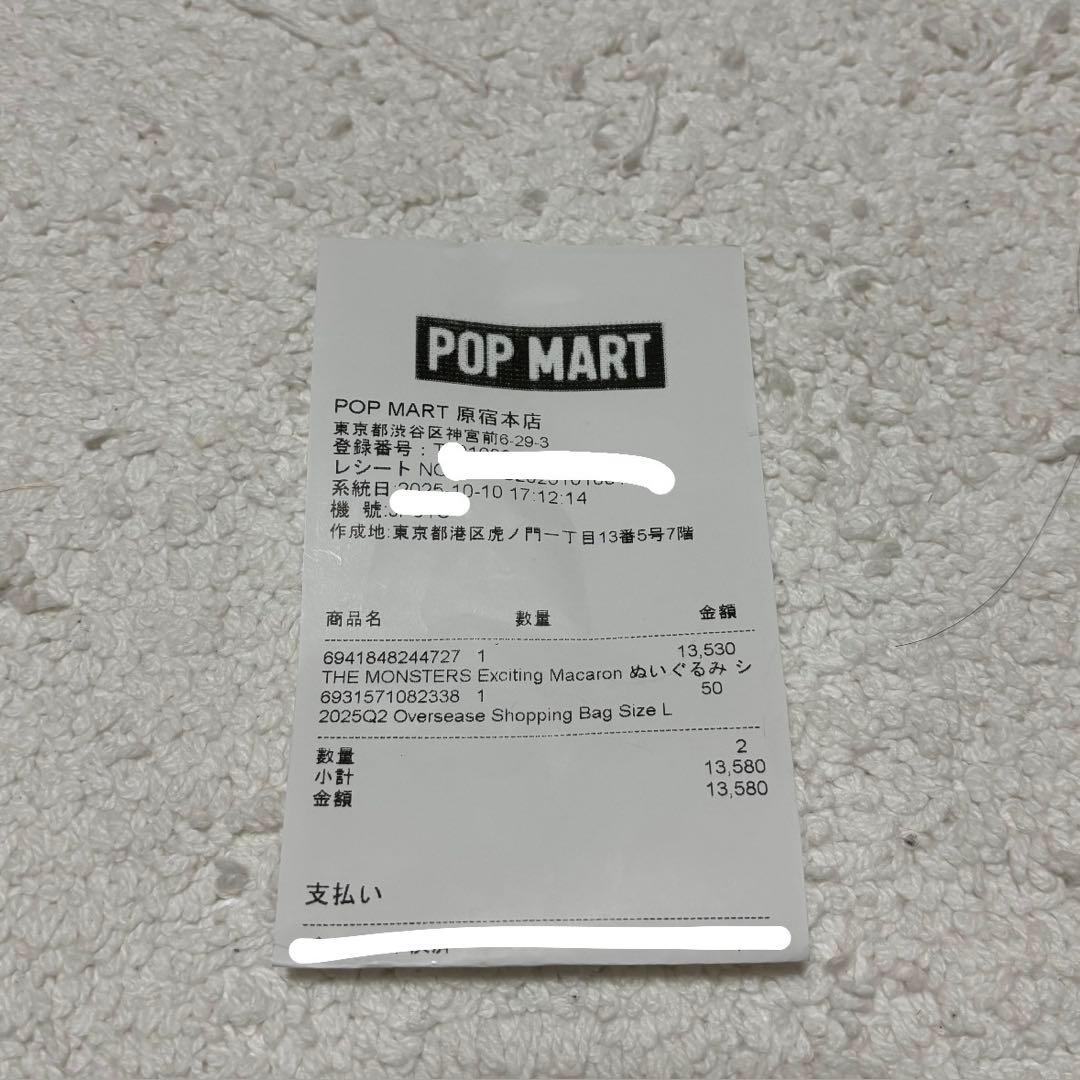 POP MART
POP MART 原宿本店
東京都渋谷区神宮前6-29-3
登録番号:
レシート NO
系統日:2025-10-10 17:12:14
機 號:
作成地:東京都港区虎ノ門一丁目13番5号7階
商品名 數量 金額
6941848244727 1 13,530
THE MONSTERS Exciting Macaron ぬいぐるみ シ
6931571082338 1 50
2025Q2 Oversease Shopping Bag Size L
數量 2
小計 13,580
金額 13,580
支払い